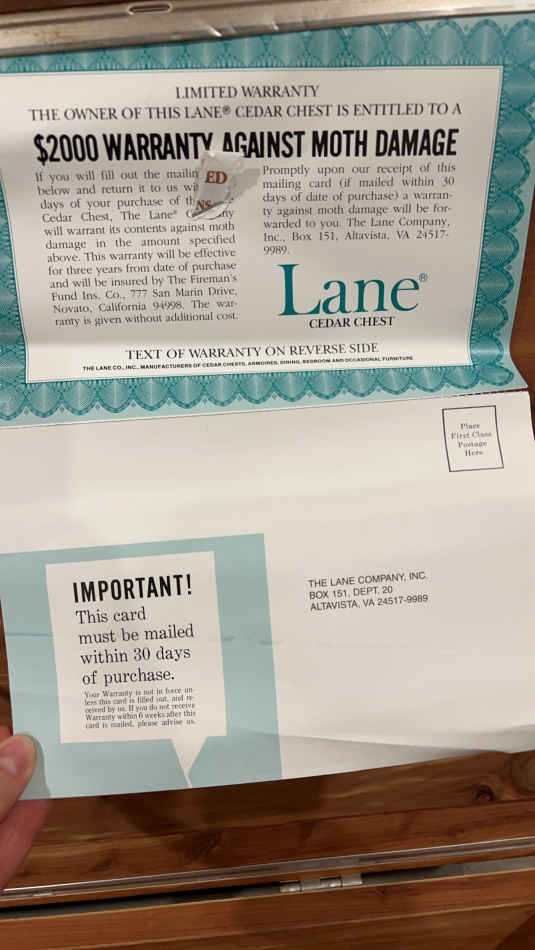 LIMITED WARRANTY
THE OWNER OF THIS LANE® CEDAR CHEST IS ENTITLED TO A
$2000 WARRANTY AGAINST MOTH DAMAGE
If you will fill out the mailin
below and return it to us wi
days of your purchase of th
Cedar Chest, The Lane®
will warrant its contents against moth
damage in the amount specified
above. This warranty will be effective
for three years from date of purchase
and will be insured by The Fireman's
Fund Ins. Co., 777 San Marin Drive,
Novato, California 94998. The war-
ranty is given without additional cost.
ED
NS
Promptly upon our receipt of this
mailing card (if mailed within 30
days of date of purchase) a warran-
ty against moth damage will be for-
warded to you. The Lane Company,
Inc., Box 151, Altavista, VA 24517-
9989.
Lane®
CEDAR CHEST
TEXT OF WARRANTY ON REVERSE SIDE
THE LANE CO., INC., MANUFACTURERS OF CEDAR CHESTS, ARMOIRES, DINING, BEDROOM AND OCCASIONAL FURNITURE
Place
First Class
Postage
Here
THE LANE COMPANY, INC.
BOX 151, DEPT. 20
ALTAVISTA, VA 24517-9989
IMPORTANT!
This card
must be mailed
within 30 days
of purchase.
Your Warranty is not in force un-
less this card is filled out, and re-
ceived by us. If you do not receive
Warranty within 6 weeks after this
card is mailed, please advise us.